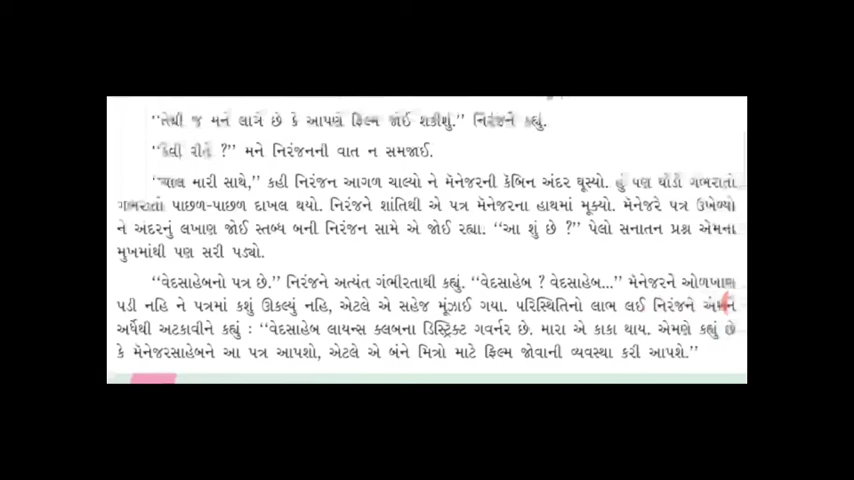 "તેથી જ મને લાગે છે કે આપણે ફિલ્મ જોઈ શકીશું." નિરંજને કહ્યું.
"કેવી રીતે ?" મને નિરંજનની વાત ન સમજાઈ.
"ચાલ મારી સાથે," કહી નિરંજન આગળ ચાલ્યો ને મૅનેજરની કૅબિન અંદર ઘૂસ્યો. હું પણ થોડો ગભરાતો
ગભરાતો પાછળ-પાછળ દાખલ થયો. નિરંજને શાંતિથી એ પત્ર મૅનેજરના હાથમાં મૂક્યો. મૅનેજરે પત્ર ઉખેળ્યો
ને અંદરનું લખાણ જોઈ સ્તબ્ધ બની નિરંજન સામે એ જોઈ રહ્યા. "આ શું છે ?" પેલો સનાતન પ્રશ્ન એમના
મુખમાંથી પણ સરી પડ્યો.
"વેદસાહેબનો પત્ર છે." નિરંજને અત્યંત ગંભીરતાથી કહ્યું. "વેદસાહેબ ? વેદસાહેબ..." મૅનેજરને ઓળખાણ
પડી નહિ ને પત્રમાં કશું ઊકલ્યું નહિ, એટલે એ સહેજ મૂંઝાઈ ગયા. પરિસ્થિતિનો લાભ લઈ નિરંજને એમને
અર્ધેથી અટકાવીને કહ્યું : "વેદસાહેબ લાયન્સ ક્લબના ડિસ્ટ્રિક્ટ ગવર્નર છે. મારા એ કાકા થાય. એમણે કહ્યું છે
કે મૅનેજરસાહેબને આ પત્ર આપશો, એટલે એ બંને મિત્રો માટે ફિલ્મ જોવાની વ્યવસ્થા કરી આપશે."